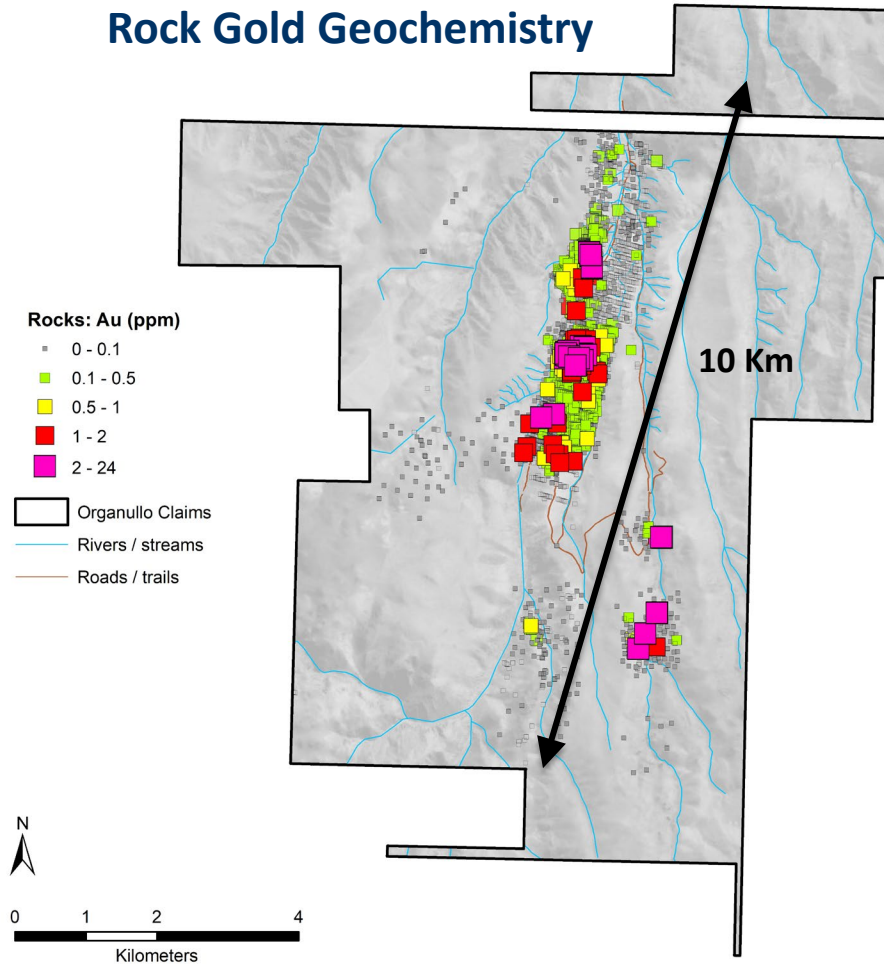 Rock Gold Geochemistry
10 Km
Rocks: Au (ppm)
0 - 0.1
0.1 - 0.5
0.5 - 1
1 - 2
2 - 24
Organullo Claims
Rivers / streams
Roads / trails
N
0 1 2 4
Kilometers